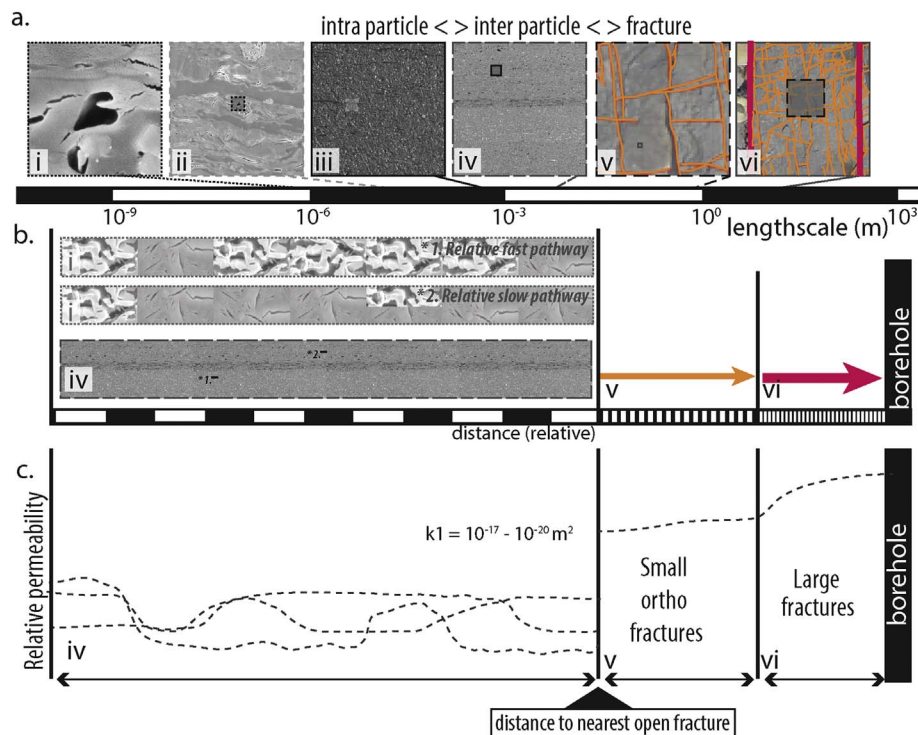 a.
intra particle < > inter particle < > fracture
i
ii
iii
iv
v
vi
10⁻⁹
10⁻⁶
10⁻³
10⁰
lengthscale (m)
10³
b.
i
*1. Relative fast pathway
i
*2. Relative slow pathway
iv
*2.
*1.
v
vi
borehole
distance (relative)
c.
Relative permeability
k1 = 10⁻¹⁷ - 10⁻²⁰ m²
Small
ortho
fractures
Large
fractures
iv
v
vi
borehole
distance to nearest open fracture